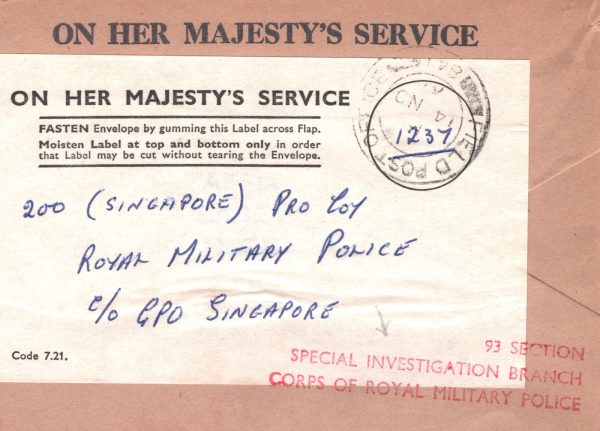 ON HER MAJESTY'S SERVICE
ON HER MAJESTY'S SERVICE
FASTEN Envelope by gumming this Label across Flap.
Moisten Label at top and bottom only in order
that Label may be cut without tearing the Envelope.
FIELD POST OFFICE
14 NO
1237
200 (SINGAPORE) PRO COY
ROYAL MILITARY POLICE
c/o GPO SINGAPORE
Code 7.21.
93 SECTION
SPECIAL INVESTIGATION BRANCH
CORPS OF ROYAL MILITARY POLICE